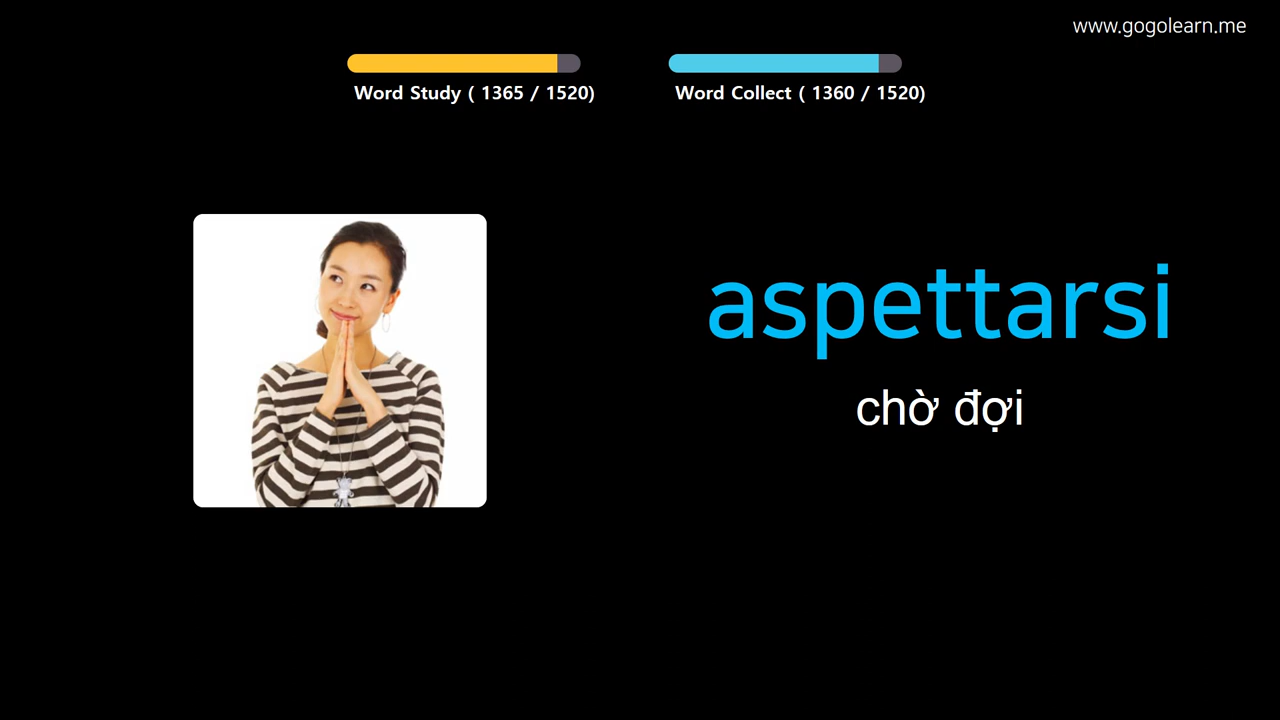 www.gogolearn.me
Word Study ( 1365 / 1520)
Word Collect ( 1360 / 1520)
aspettarsi
chờ đợi